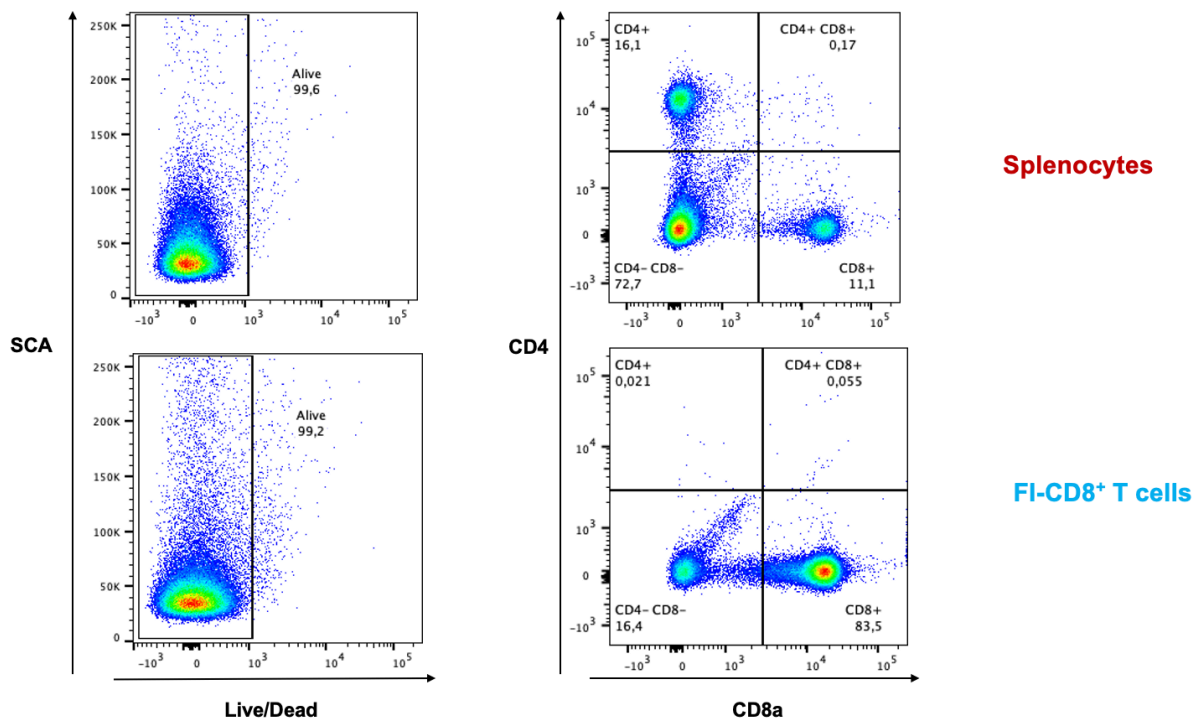 250K
200K
150K
100K
50K
0
Alive
99,6
-10³ 0 10³ 10⁴ 10⁵
CD4+
16,1
CD4+ CD8+
0,17
10⁵
10⁴
10³
0
-10³
CD4- CD8-
72,7
CD8+
11,1
-10³ 0 10³ 10⁴ 10⁵
Splenocytes
SCA
CD4
250K
200K
150K
100K
50K
0
Alive
99,2
-10³ 0 10³ 10⁴ 10⁵
CD4+
0,021
CD4+ CD8+
0,055
10⁵
10⁴
10³
0
-10³
CD4- CD8-
16,4
CD8+
83,5
-10³ 0 10³ 10⁴ 10⁵
FI-CD8⁺ T cells
Live/Dead
CD8a